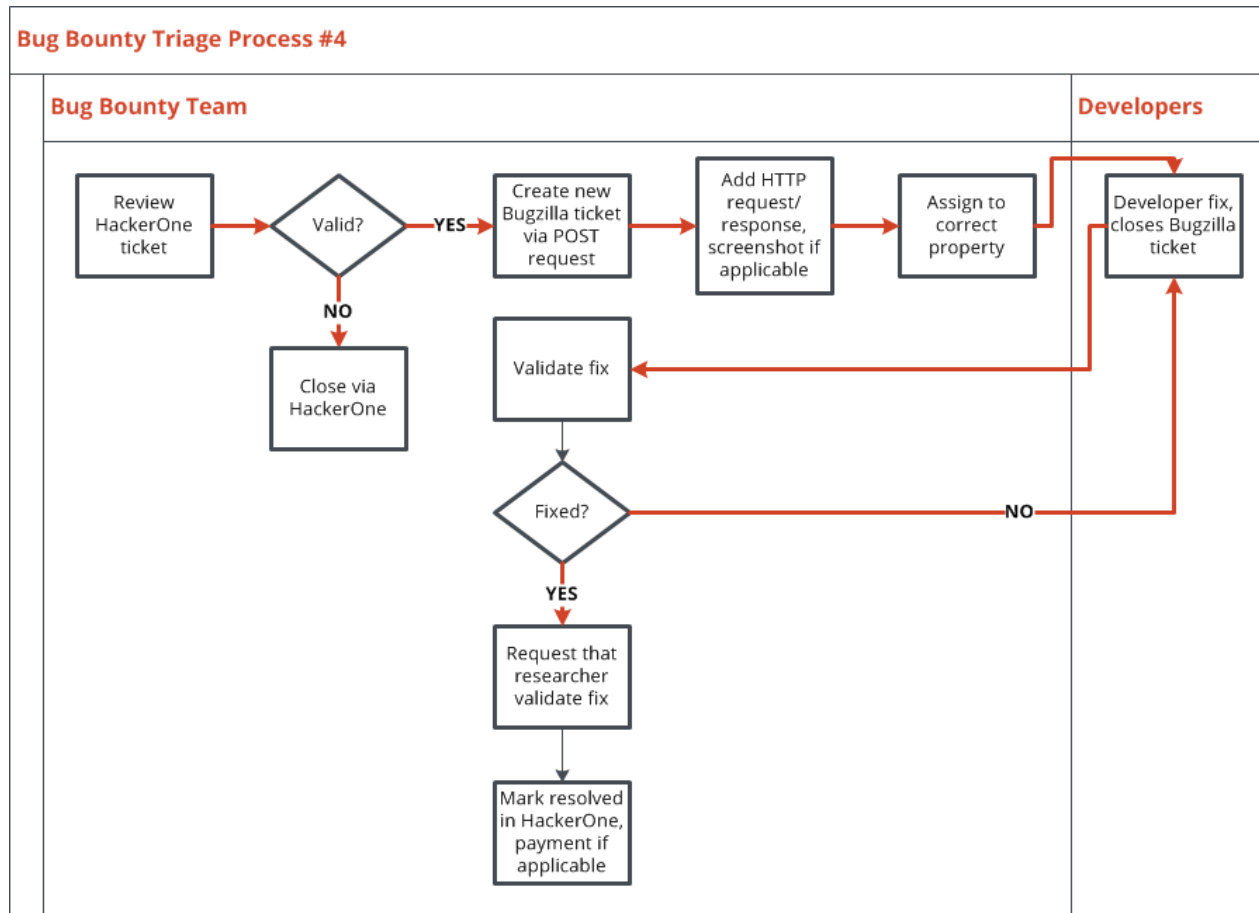 Bug Bounty Triage Process #4
Bug Bounty Team
Developers
Review
HackerOne
ticket
Valid?
YES
Create new
Bugzilla ticket
via POST
request
Add HTTP
request/
response,
screenshot if
applicable
Assign to
correct
property
Developer fix,
closes Bugzilla
ticket
NO
Close via
HackerOne
Validate fix
Fixed?
NO
YES
Request that
researcher
validate fix
Mark resolved
in HackerOne,
payment if
applicable